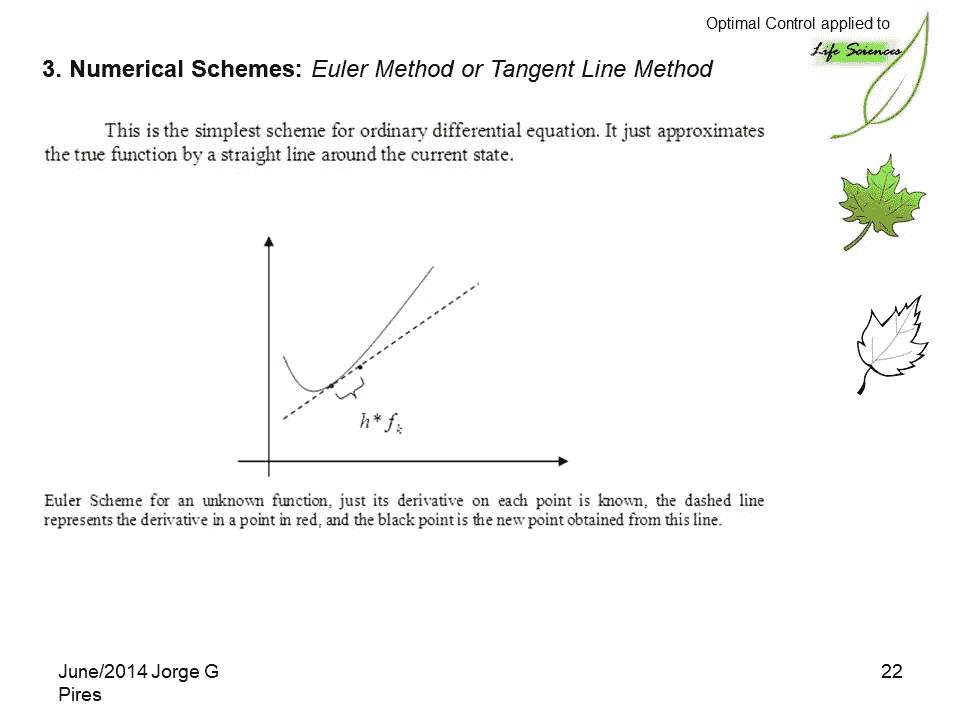 Optimal Control applied to
Life Sciences
3. Numerical Schemes: Euler Method or Tangent Line Method
This is the simplest scheme for ordinary differential equation. It just approximates
the true function by a straight line around the current state.
h* fₖ
Euler Scheme for an unknown function, just its derivative on each point is known, the dashed line
represents the derivative in a point in red, and the black point is the new point obtained from this line.
June/2014 Jorge G
Pires
22